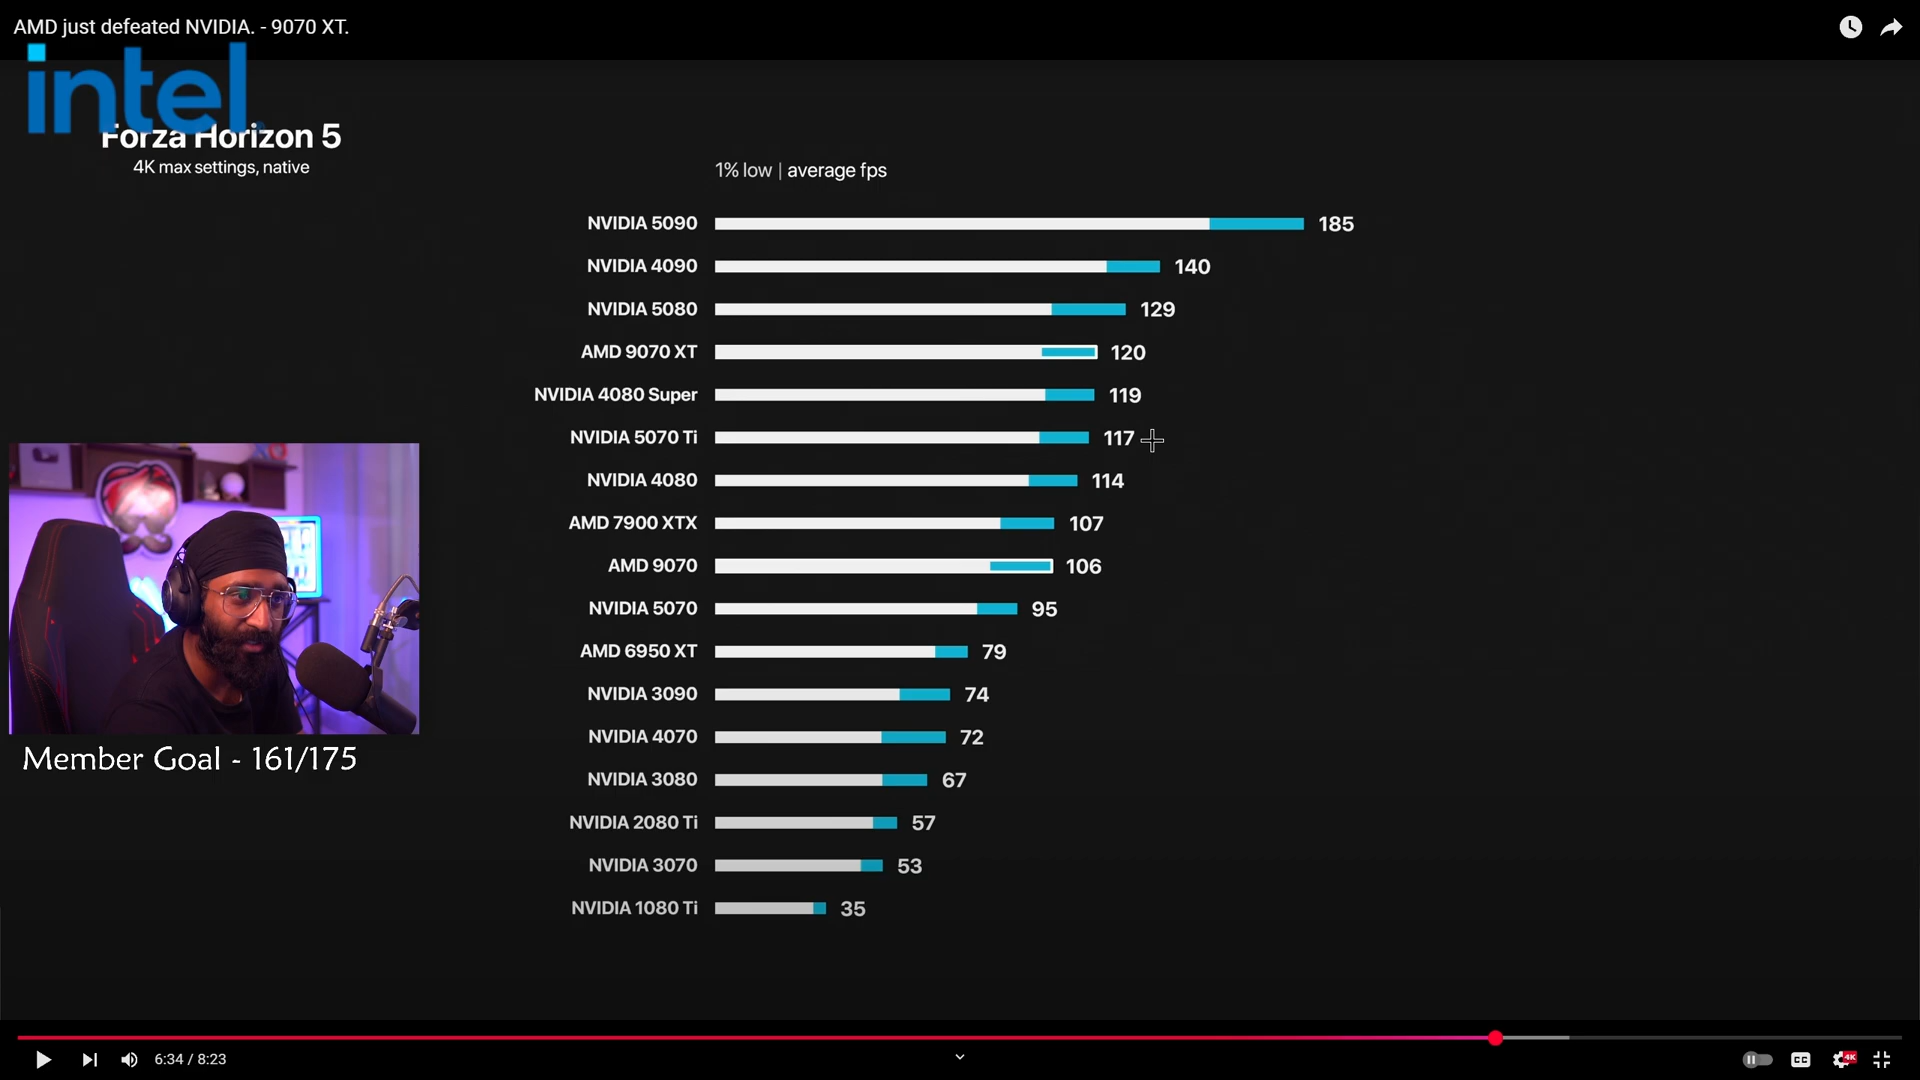 AMD just defeated NVIDIA. - 9070 XT.
intel
Forza Horizon 5
4K max settings, native
1% low | average fps
NVIDIA 5090 185
NVIDIA 4090 140
NVIDIA 5080 129
AMD 9070 XT 120
NVIDIA 4080 Super 119
NVIDIA 5070 Ti 117
NVIDIA 4080 114
AMD 7900 XTX 107
AMD 9070 106
NVIDIA 5070 95
AMD 6950 XT 79
NVIDIA 3090 74
NVIDIA 4070 72
NVIDIA 3080 67
NVIDIA 2080 Ti 57
NVIDIA 3070 53
NVIDIA 1080 Ti 35
Member Goal - 161/175
6:34 / 8:23
CC
4K